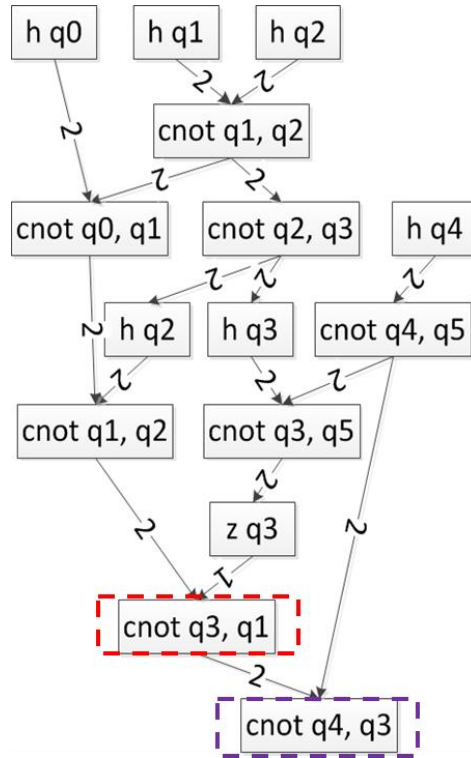 h q0
h q1
h q2
2
2
cnot q1, q2
2
2
2
cnot q0, q1
cnot q2, q3
h q4
2
2
2
2
h q2
h q3
cnot q4, q5
2
2
2
cnot q1, q2
cnot q3, q5
2
2
2
z q3
1
cnot q3, q1
2
cnot q4, q3